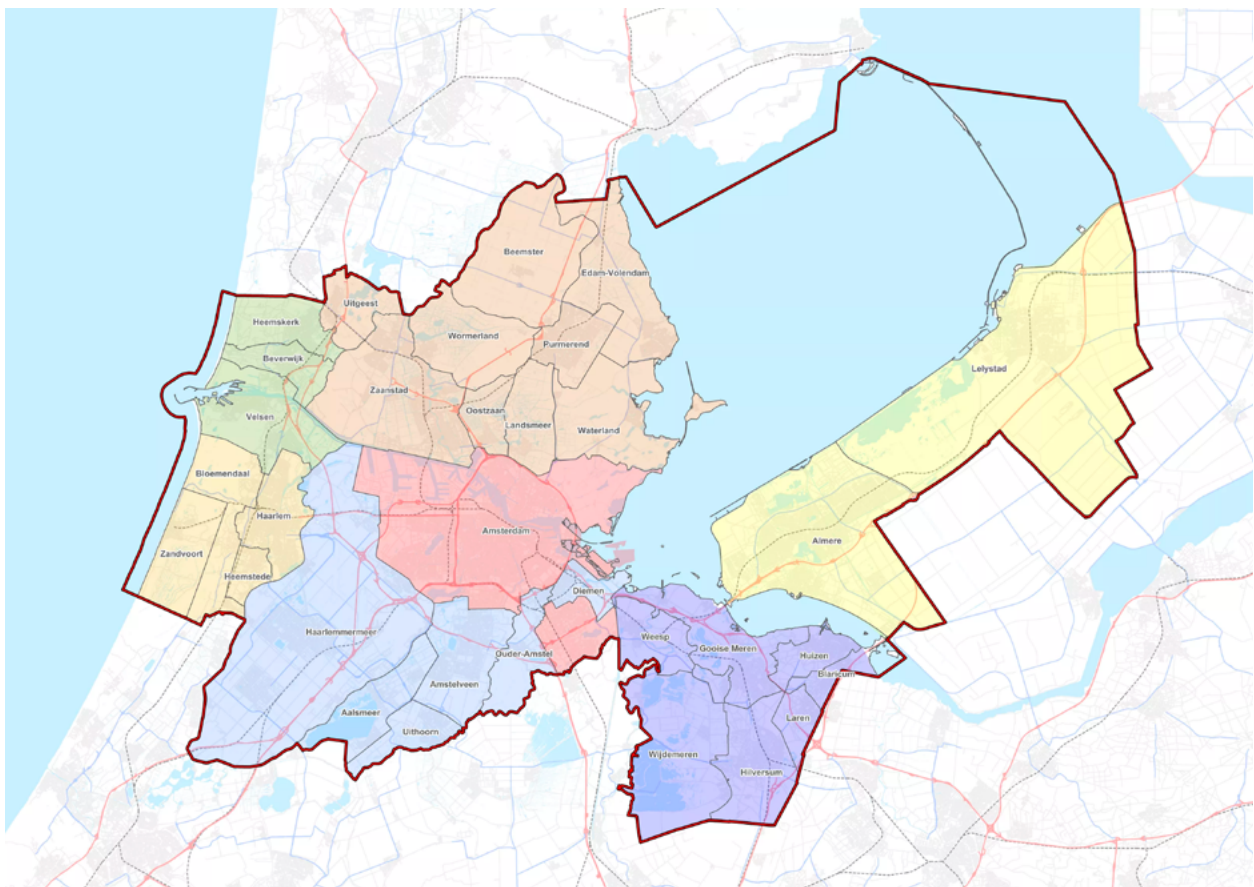 Beemster
Edam-Volendam
Uitgeest
Heemskerk
Wormerland
Purmerend
Beverwijk
Lelystad
Zaanstad
Oostzaan
Velsen
Landsmeer
Waterland
Bloemendaal
Haarlem
Amsterdam
Almere
Zandvoort
Heemstede
Diemen
Haarlemmermeer
Weesp
Gooise Meren
Ouder-Amstel
Huizen
Blaricum
Amstelveen
Aalsmeer
Laren
Uithoorn
Wijdemeren
Hilversum